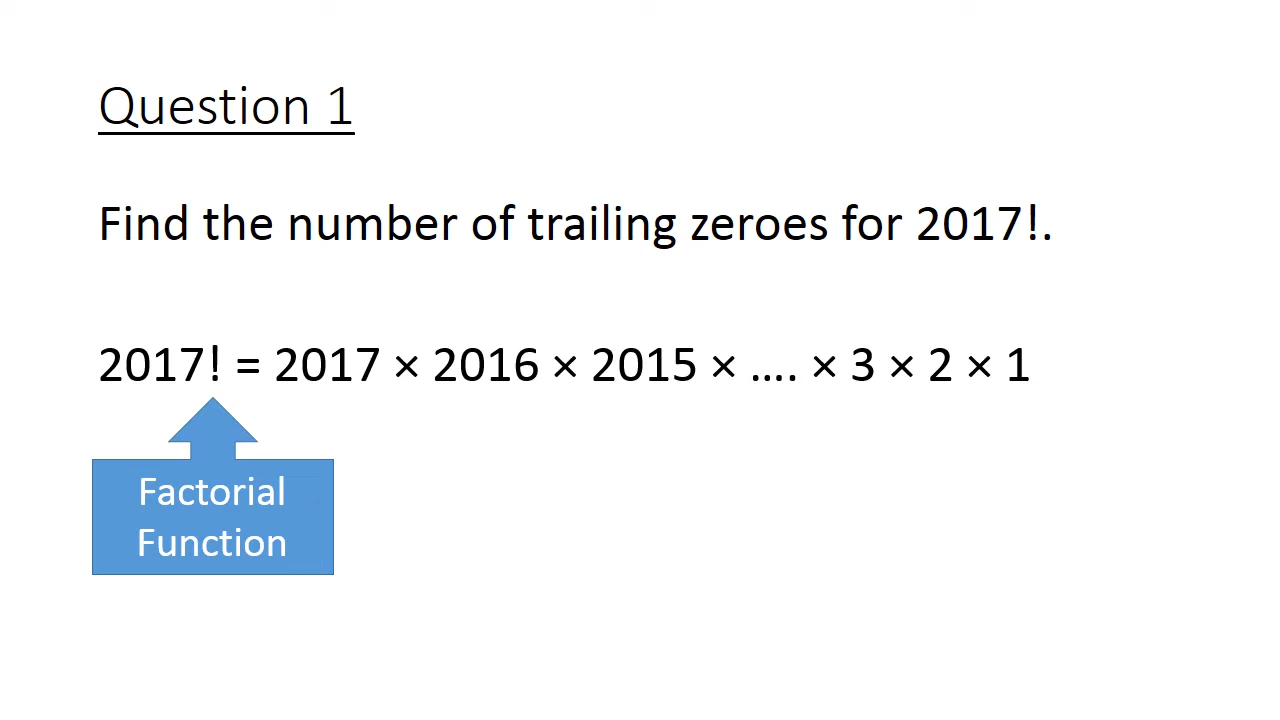 Question 1
Find the number of trailing zeroes for 2017!.
2017! = 2017 × 2016 × 2015 × .... × 3 × 2 × 1
Factorial
Function